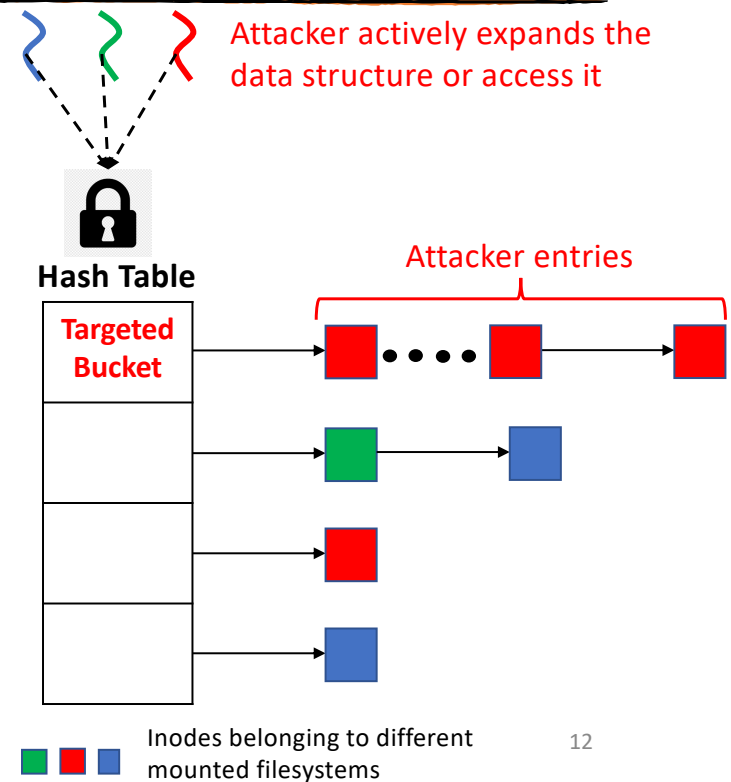 Attacker actively expands the
data structure or access it
Hash Table
Attacker entries
Targeted
Bucket
Inodes belonging to different
mounted filesystems
12